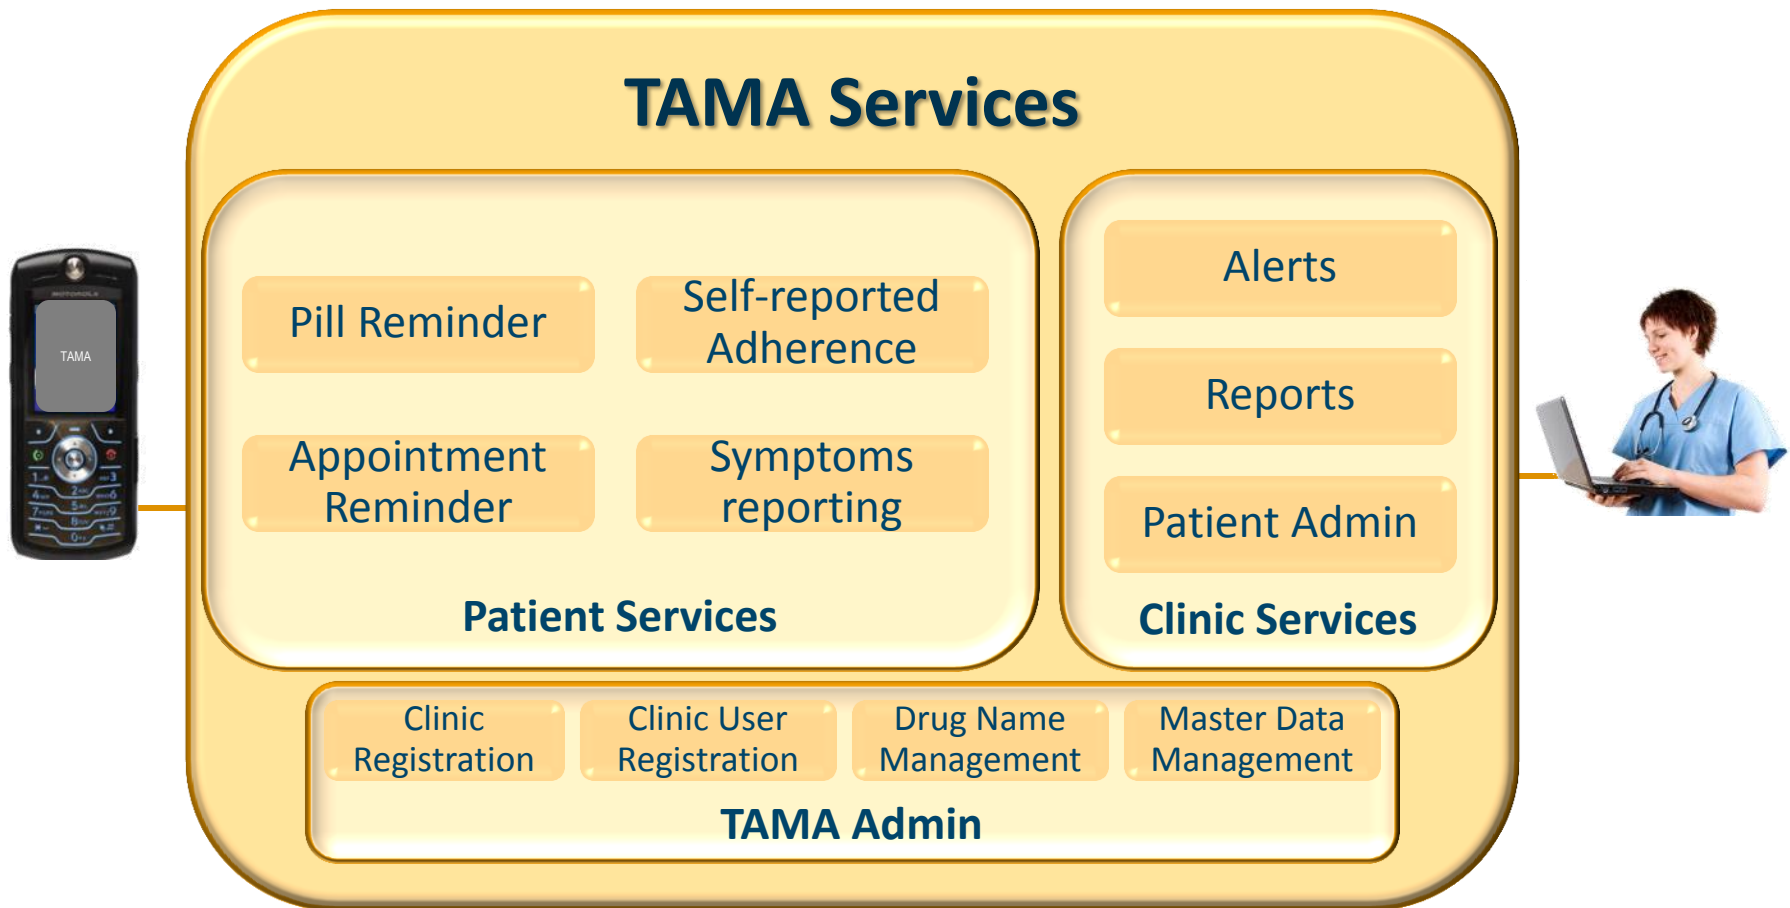 TAMA Services
MOTOROLA
TAMA
Pill Reminder
Self-reported
Adherence
Appointment
Reminder
Symptoms
reporting
Patient Services
Alerts
Reports
Patient Admin
Clinic Services
Clinic
Registration
Clinic User
Registration
Drug Name
Management
Master Data
Management
TAMA Admin